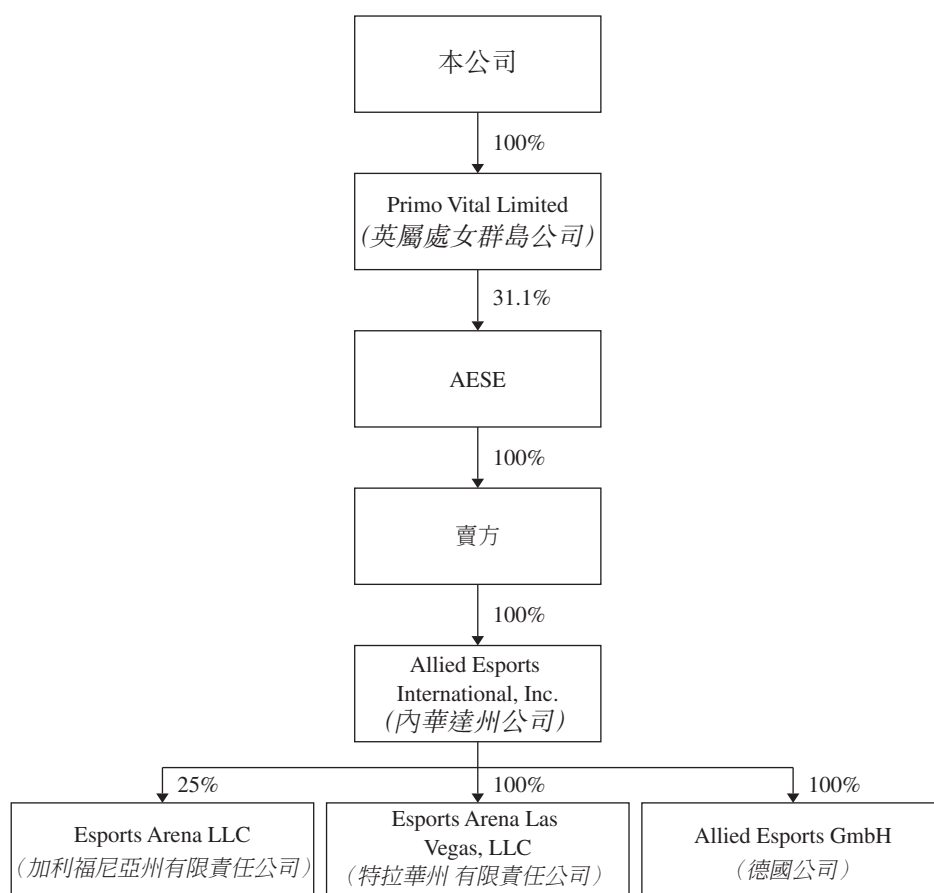 本公司
100%
Primo Vital Limited
(英屬處女群島公司)
31.1%
AESE
100%
賣方
100%
Allied Esports
International, Inc.
(內華達州公司)
25%
100%
100%
Esports Arena LLC
(加利福尼亞州有限責任公司)
Esports Arena Las
Vegas, LLC
(特拉華州 有限責任公司)
Allied Esports GmbH
(德國公司)